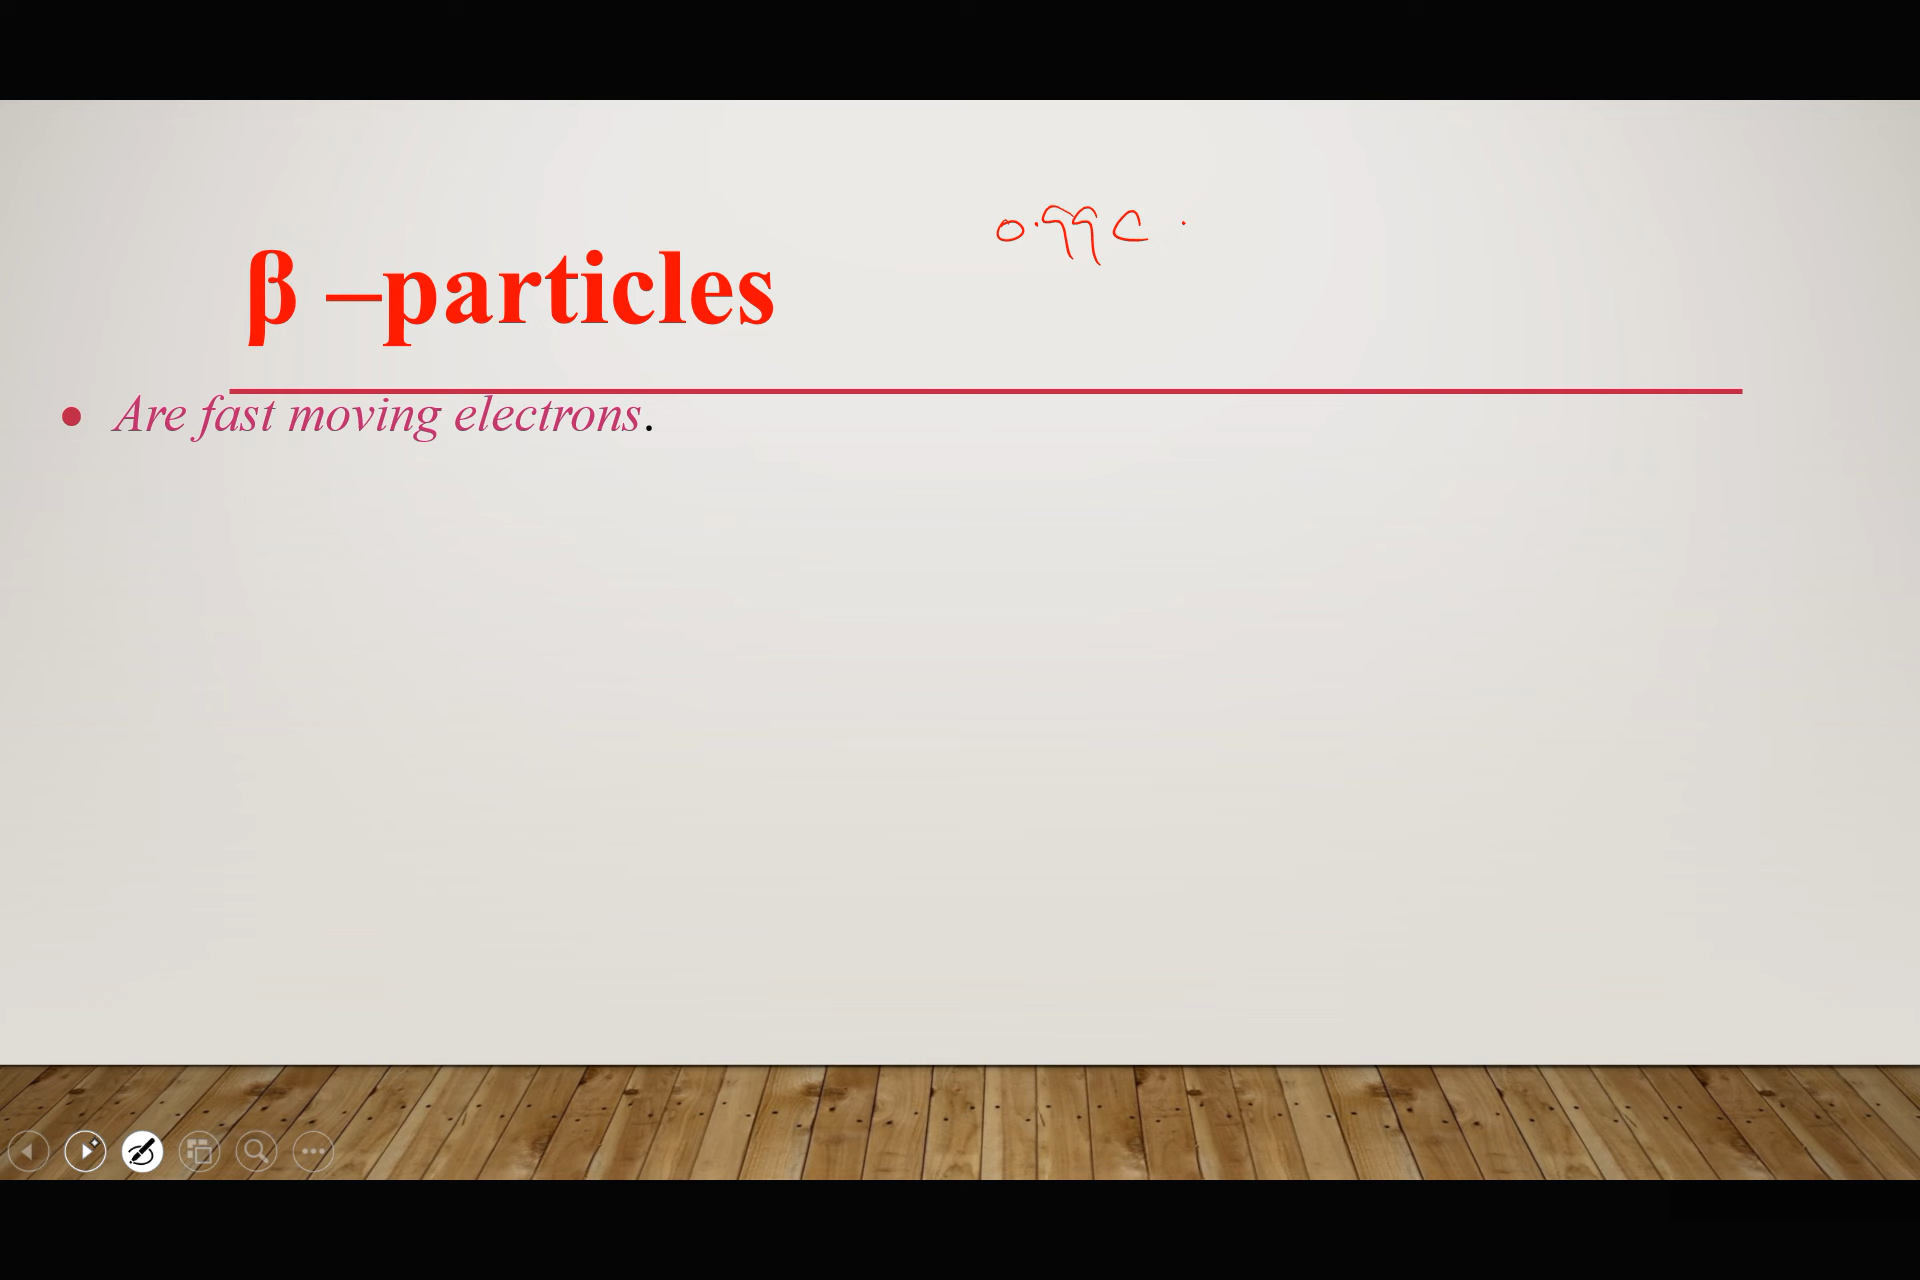 0.99c .
β –particles
• Are fast moving electrons.